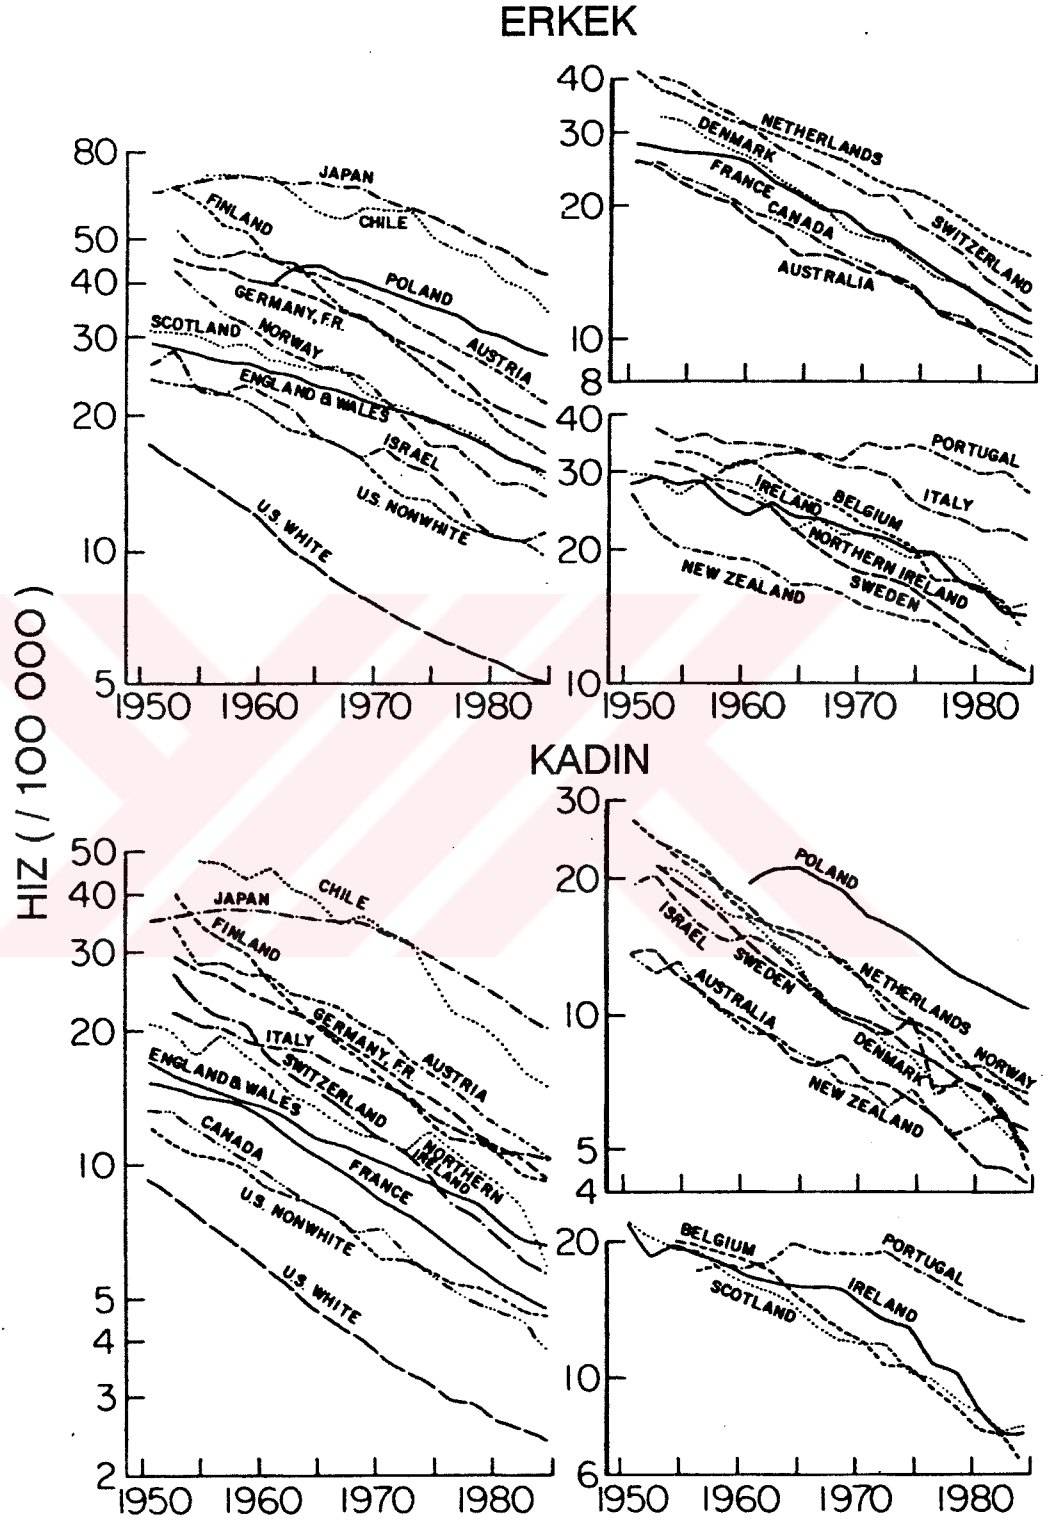 ERKEK
80
50
40
30
20
10
5
JAPAN
CHILE
FINLAND
POLAND
GERMANY, F.R.
AUSTRIA
SCOTLAND
NORWAY
ENGLAND & WALES
ISRAEL
U.S. NONWHITE
U.S. WHITE
1950 1960 1970 1980
40
30
20
10
8
NETHERLANDS
DENMARK
FRANCE
CANADA
SWITZERLAND
AUSTRALIA
40
30
20
10
PORTUGAL
ITALY
IRELAND
BELGIUM
NORTHERN IRELAND
NEW ZEALAND
SWEDEN
1950 1960 1970 1980
HIZ ( / 100 000 )
KADIN
50
40
30
20
10
5
4
3
2
CHILE
JAPAN
FINLAND
GERMANY, F.R.
ITALY
AUSTRIA
SWITZERLAND
ENGLAND & WALES
CANADA
NORTHERN
IRELAND
FRANCE
U.S. NONWHITE
U.S. WHITE
1950 1960 1970 1980
30
20
10
5
4
POLAND
ISRAEL
SWEDEN
NETHERLANDS
AUSTRALIA
DENMARK
NORWAY
NEW ZEALAND
20
10
6
BELGIUM
PORTUGAL
SCOTLAND
IRELAND
1950 1960 1970 1980